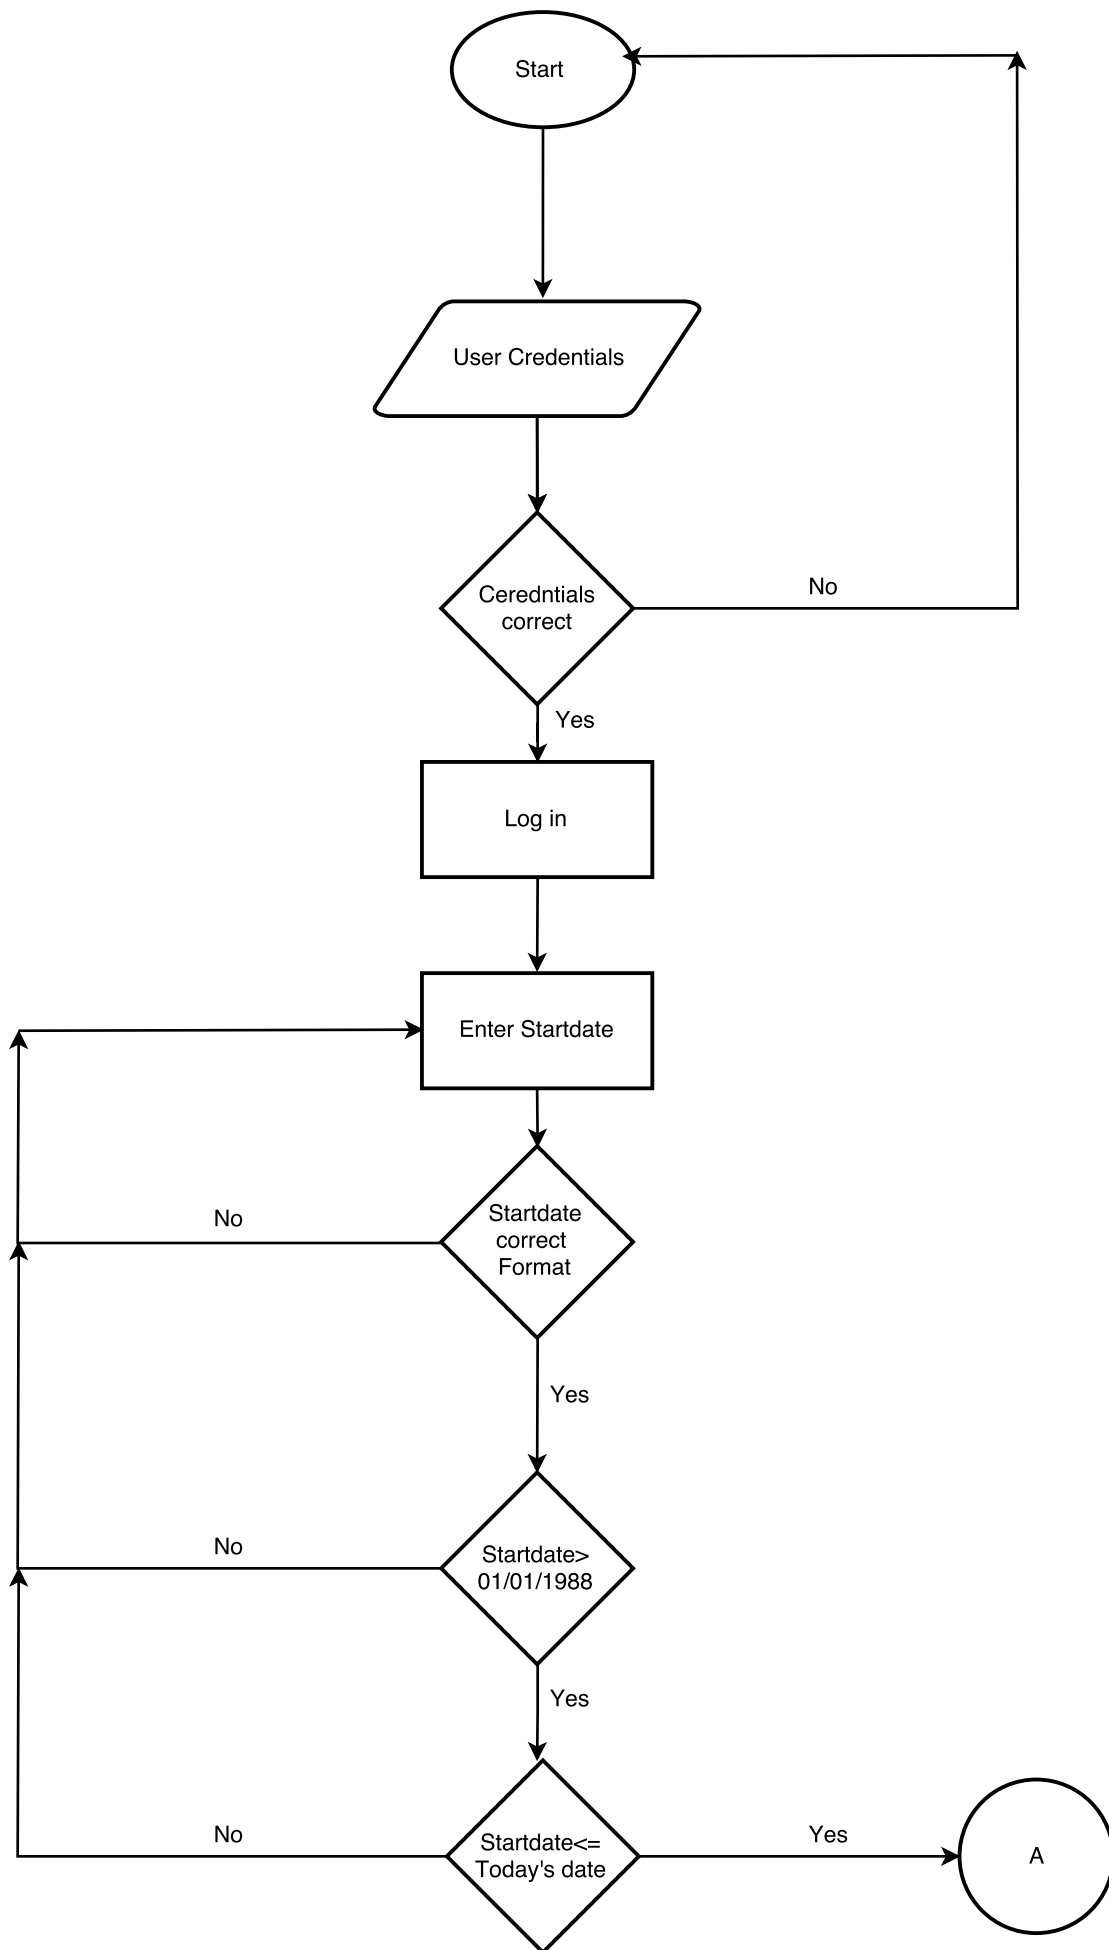 Start
User Credentials
Ceredntials
correct
No
Yes
Log in
Enter Startdate
Startdate
correct
Format
No
Yes
Startdate>
01/01/1988
No
Yes
Startdate<=
Today's date
No
Yes
A